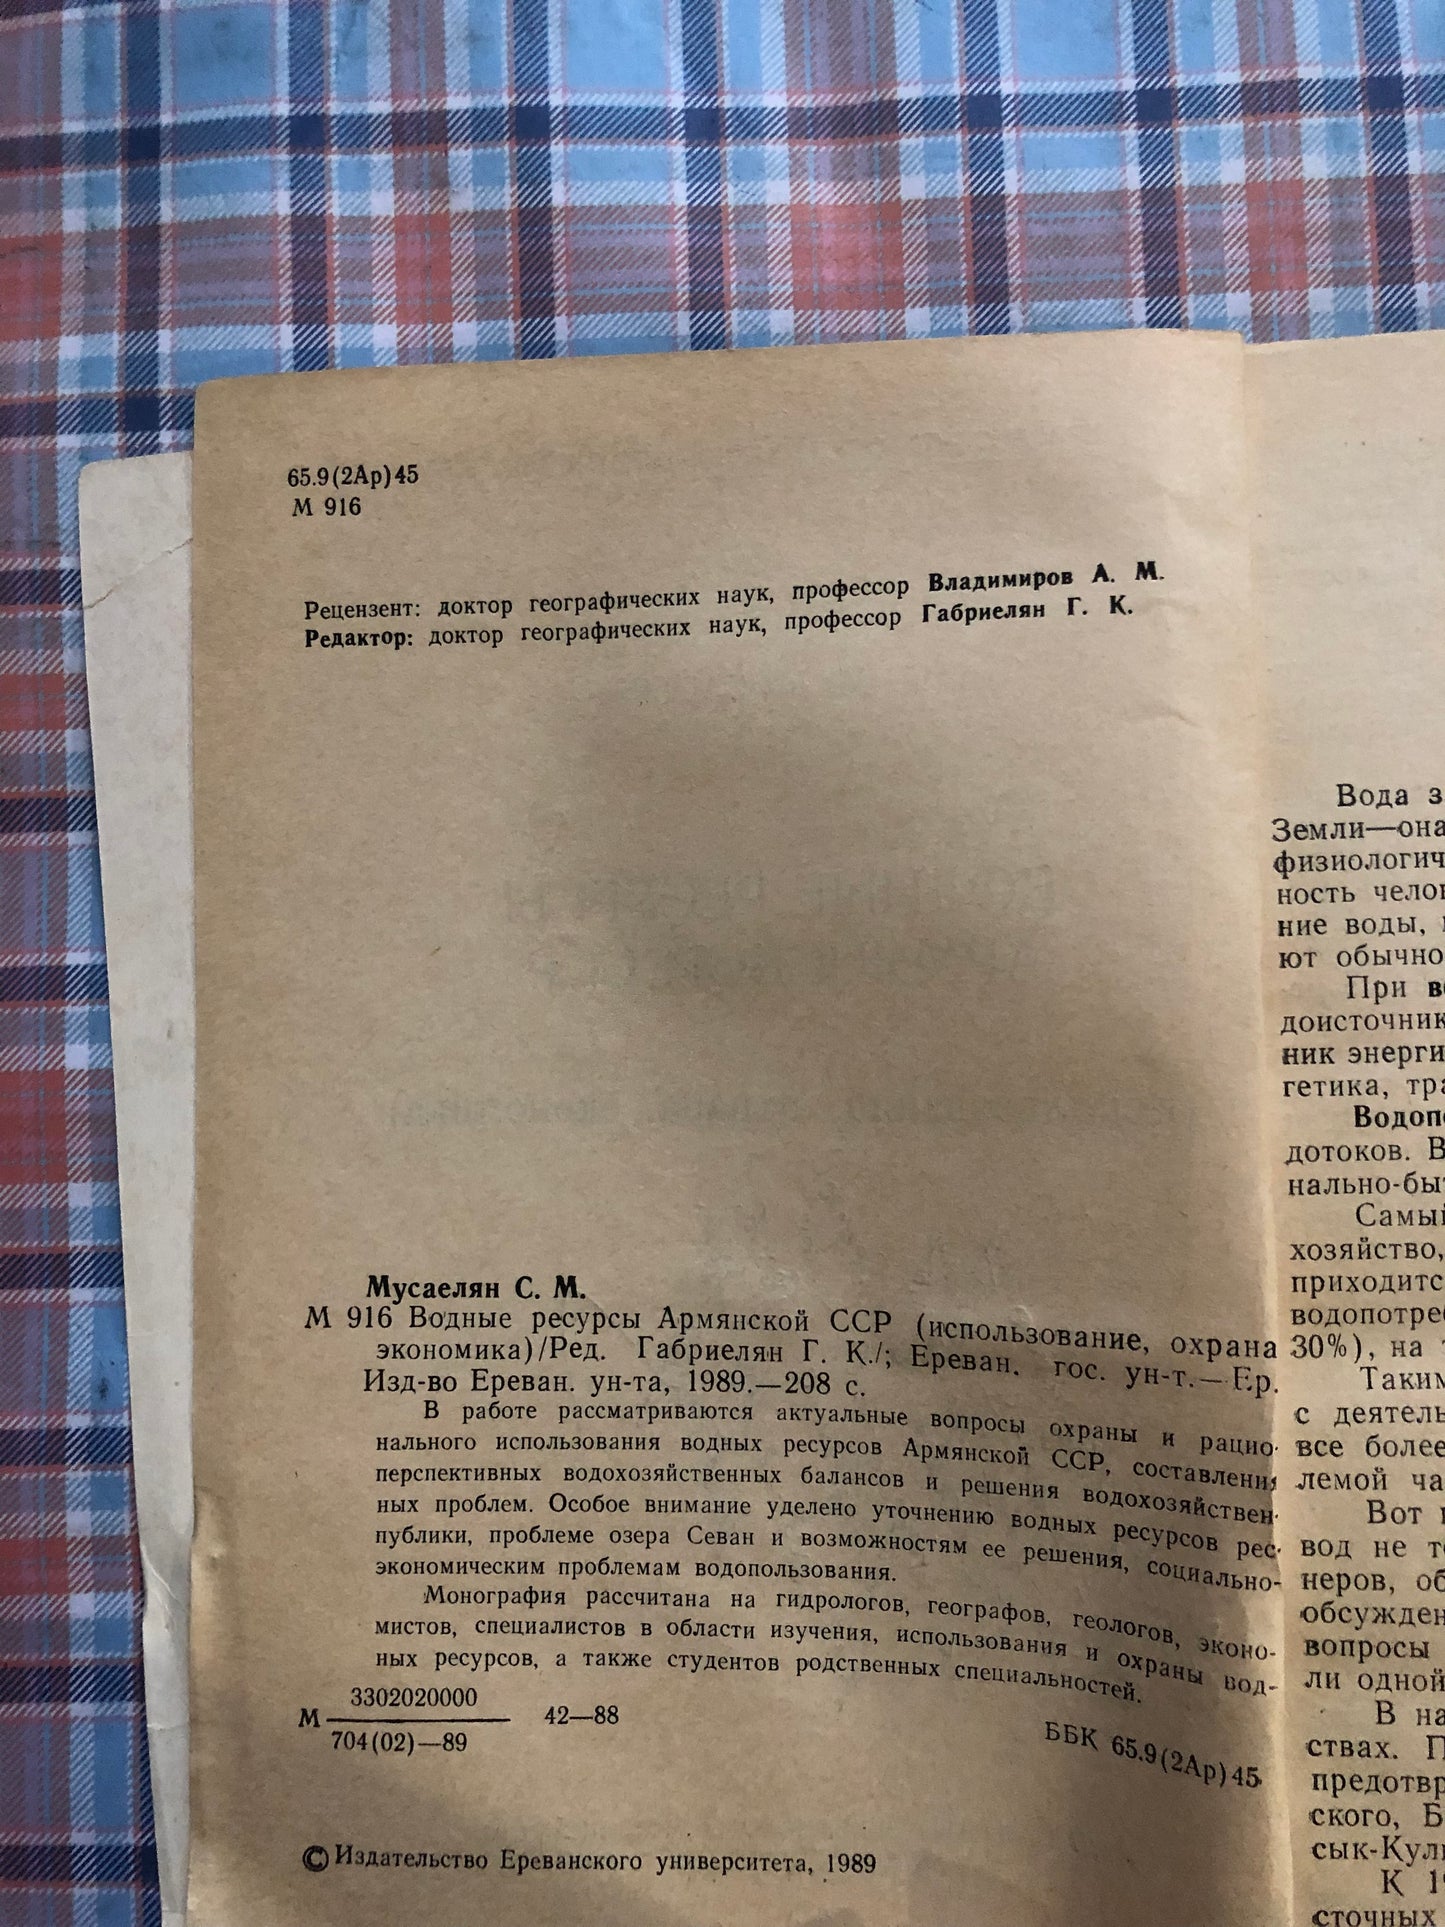 65.9(2Ар)45
М 916
Рецензент: доктор географических наук, профессор Владимиров А. М.
Редактор: доктор географических наук, профессор Габриелян Г. К.
Мусаелян С. М.
М 916 Водные ресурсы Армянской ССР (использование, охрана
экономика)/Ред. Габриелян Г. К./; Ереван. гос. ун-т.—Ер.
Изд-во Ереван. ун-та, 1989.—208 с.
В работе рассматриваются актуальные вопросы охраны и рацио-
нального использования водных ресурсов Армянской ССР, составления
перспективных водохозяйственных балансов и решения водохозяйствен-
ных проблем. Особое внимание уделено уточнению водных ресурсов рес-
публики, проблеме озера Севан и возможностям ее решения, социально-
экономическим проблемам водопользования.
Монография рассчитана на гидрологов, географов, геологов, эконо-
мистов, специалистов в области изучения, использования и охраны вод-
ных ресурсов, а также студентов родственных специальностей.
М 3302020000 42—88
704(02)—89
ББК 65.9(2Ар)45
© Издательство Ереванского университета, 1989
Вода з
Земли—она
физиологич
ность чело
ние воды,
ют обычно
При в
доисточник
ник энерги
гетика, тра
Водоп
дотоков. В
нально-быт
Самый
хозяйство,
приходитс
водопотре
30%), на
Таким
с деятель
все более
лемой ча
Вот
вод не т
неров, об
обсужден
вопросы
ли одной
В на
ствах. П
предотвр
ского, Б
сык-Кул
К 1
сточных